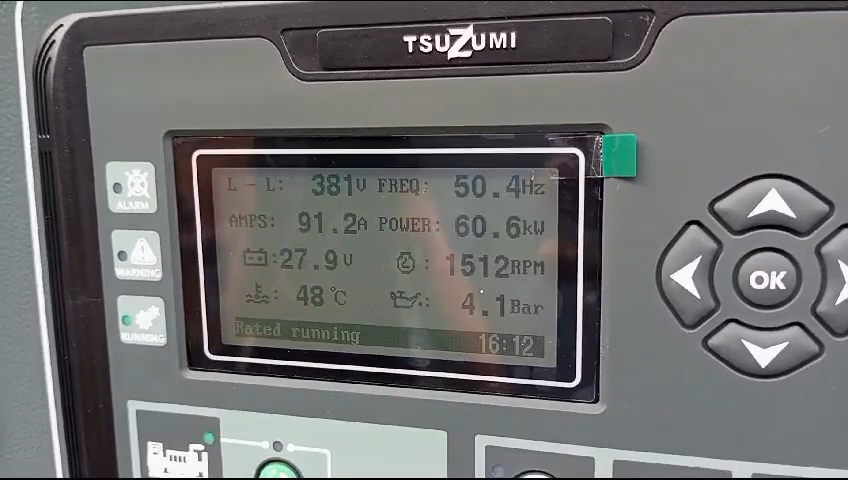 TSUZUMI
L - L: 381V FREQ: 50.4Hz
AMPS: 91.2A POWER: 60.6kW
:27.9V : 1512RPM
: 48°C : 4.1Bar
Rated running 16:12
ALARM
WARNING
RUNNING
OK